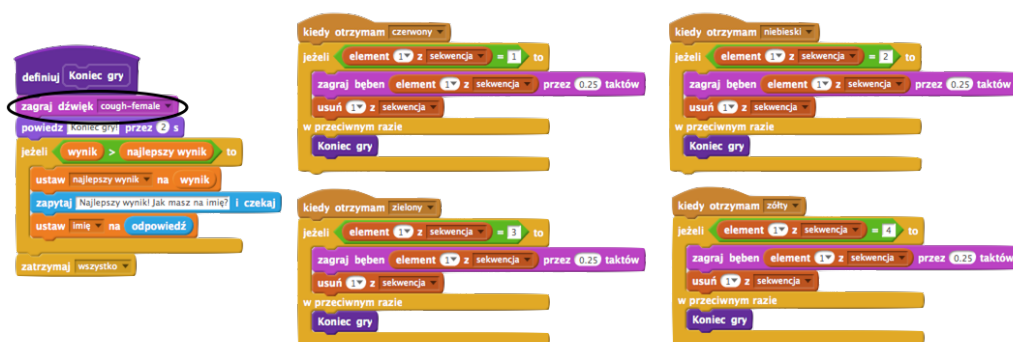 definiuj Koniec gry
zagraj dźwięk cough-female
powiedz Koniec gry! przez 2 s
jeżeli wynik > najlepszy wynik to
ustaw najlepszy wynik na wynik
zapytaj Najlepszy wynik! Jak masz na imię? i czekaj
ustaw imię na odpowiedź
zatrzymaj wszystko
kiedy otrzymam czerwony
jeżeli element 1 z sekwencja = 1 to
zagraj bęben element 1 z sekwencja przez 0.25 taktów
usuń 1 z sekwencja
w przeciwnym razie
Koniec gry
kiedy otrzymam niebieski
jeżeli element 1 z sekwencja = 2 to
zagraj bęben element 1 z sekwencja przez 0.25 taktów
usuń 1 z sekwencja
w przeciwnym razie
Koniec gry
kiedy otrzymam zielony
jeżeli element 1 z sekwencja = 3 to
zagraj bęben element 1 z sekwencja przez 0.25 taktów
usuń 1 z sekwencja
w przeciwnym razie
Koniec gry
kiedy otrzymam żółty
jeżeli element 1 z sekwencja = 4 to
zagraj bęben element 1 z sekwencja przez 0.25 taktów
usuń 1 z sekwencja
w przeciwnym razie
Koniec gry